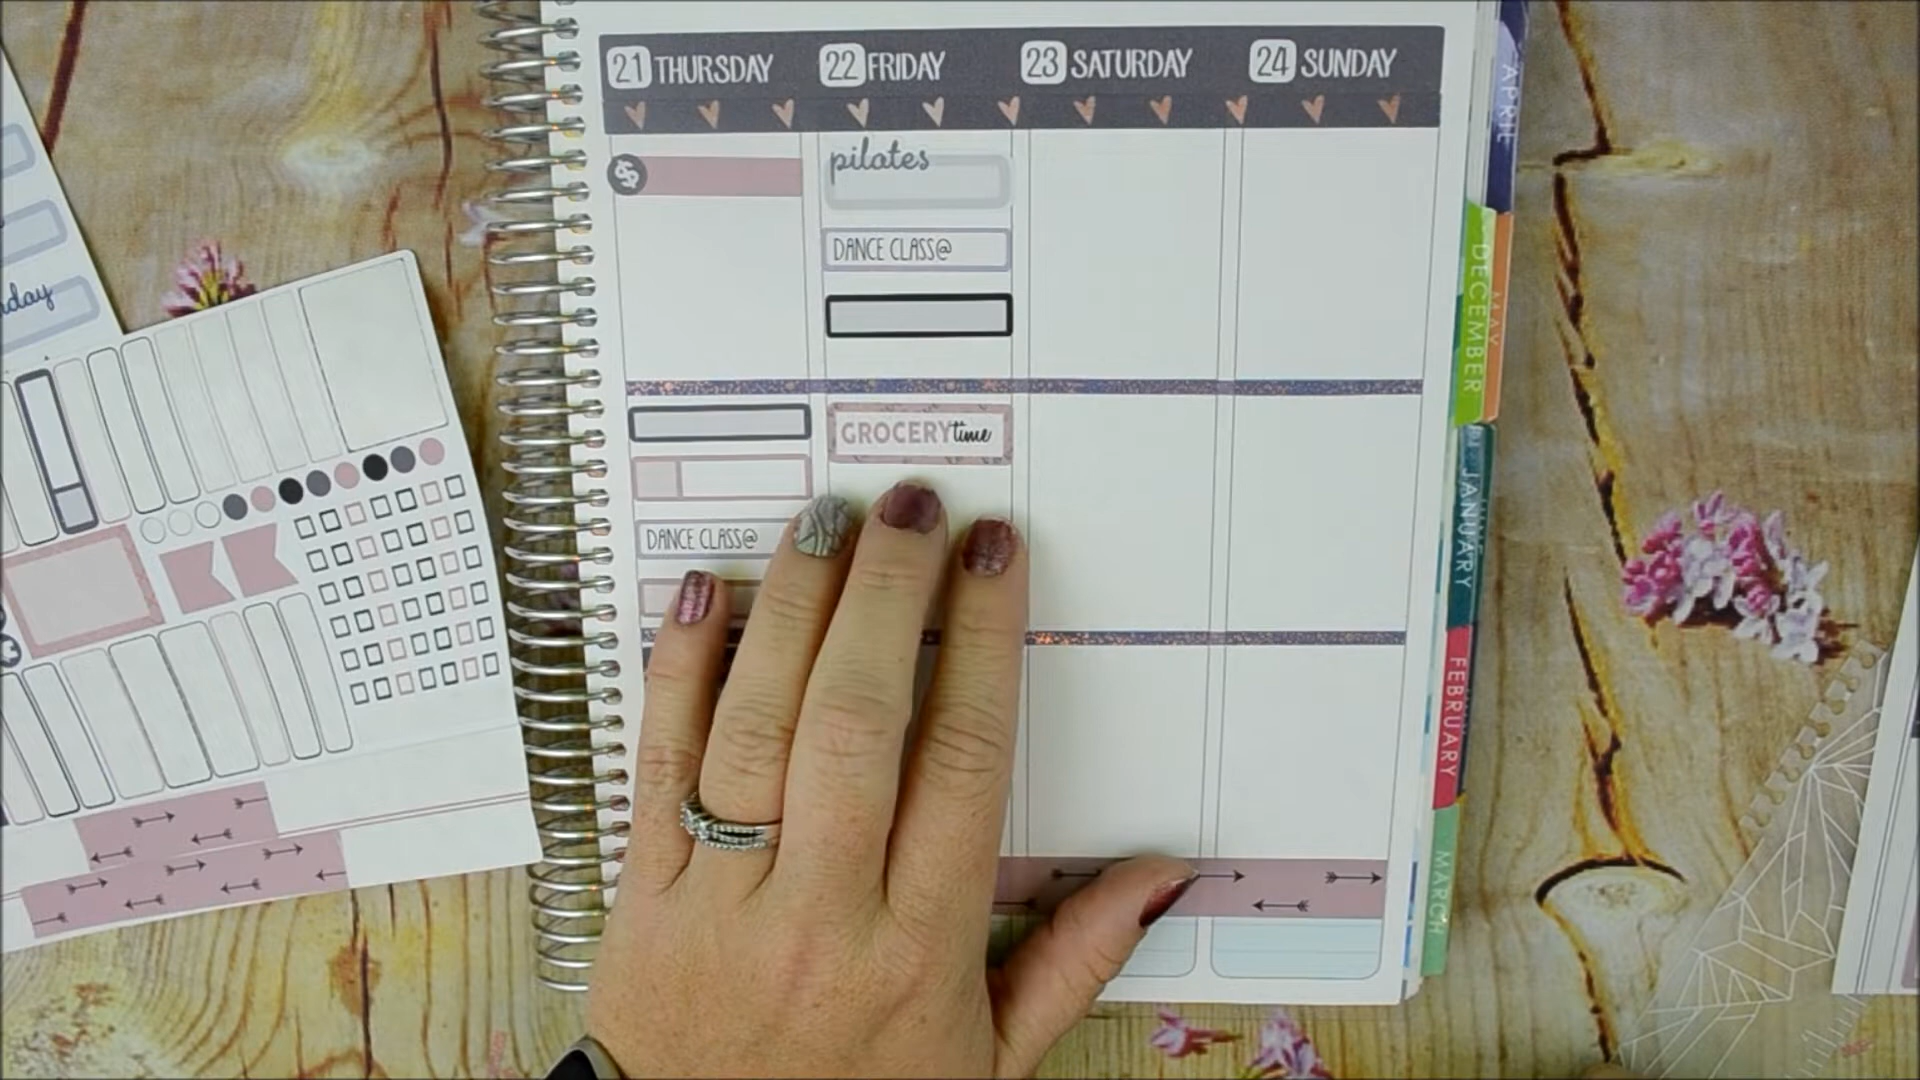 21 THURSDAY 22 FRIDAY 23 SATURDAY 24 SUNDAY
$
pilates
DANCE CLASS@
GROCERY time
DANCE CLASS@
day
APRIL
MAY
DECEMBER
JANUARY
FEBRUARY
MARCH